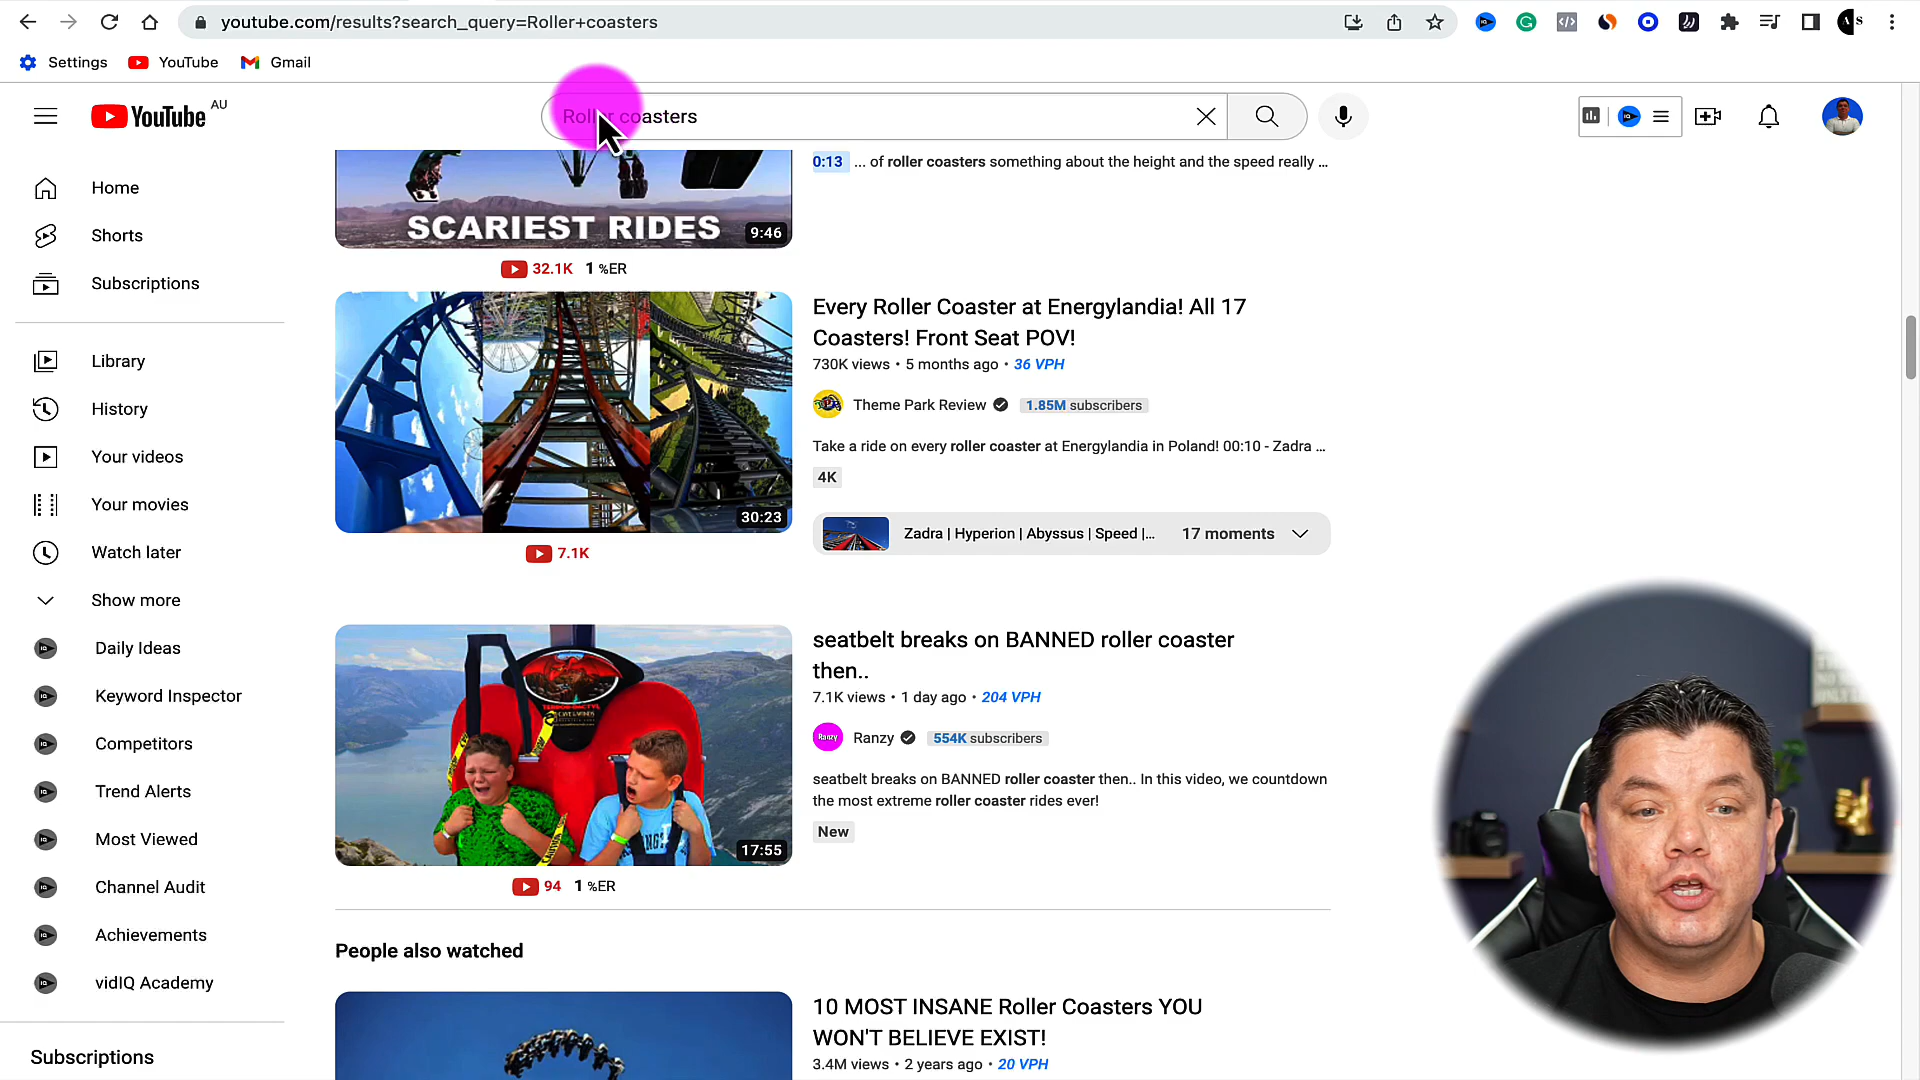 youtube.com/results?search_query=Roller+coasters
Settings
YouTube
Gmail
YouTube AU
Roller coasters
Home
Shorts
Subscriptions
Library
History
Your videos
Your movies
Watch later
Show more
Daily Ideas
Keyword Inspector
Competitors
Trend Alerts
Most Viewed
Channel Audit
Achievements
vidIQ Academy
Subscriptions
SCARIEST RIDES
9:46
32.1K 1 %ER
0:13 ... of roller coasters something about the height and the speed really ...
30:23
7.1K
Every Roller Coaster at Energylandia! All 17
Coasters! Front Seat POV!
730K views • 5 months ago • 36 VPH
Theme Park Review 1.85M subscribers
Take a ride on every roller coaster at Energylandia in Poland! 00:10 - Zadra ...
4K
Zadra | Hyperion | Abyssus | Speed |... 17 moments
17:55
94 1 %ER
seatbelt breaks on BANNED roller coaster
then..
7.1K views • 1 day ago • 204 VPH
Ranzy
Ranzy 554K subscribers
seatbelt breaks on BANNED roller coaster then.. In this video, we countdown
the most extreme roller coaster rides ever!
New
People also watched
10 MOST INSANE Roller Coasters YOU
WON'T BELIEVE EXIST!
3.4M views • 2 years ago • 20 VPH